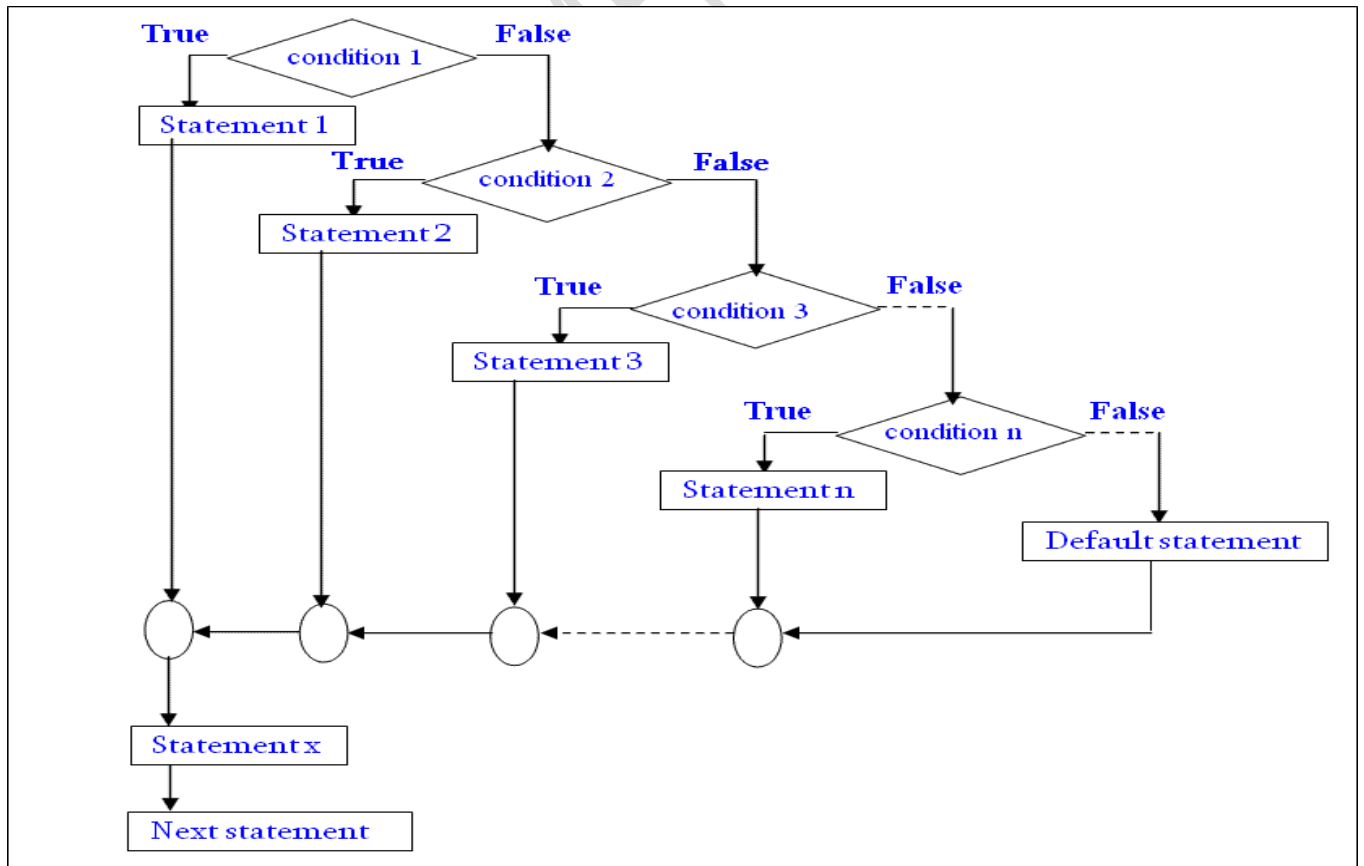 True
False
condition 1
Statement 1
True
False
condition 2
Statement 2
True
False
condition 3
Statement 3
True
False
condition n
Statement n
Default statement
Statement x
Next statement